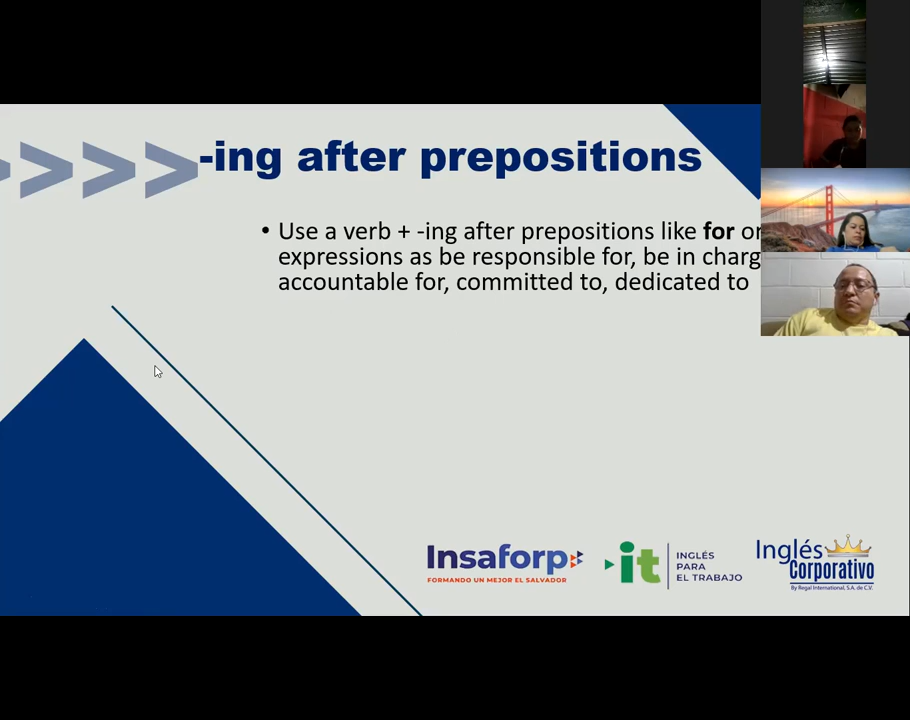 >>>> -ing after prepositions
• Use a verb + -ing after prepositions like for or
expressions as be responsible for, be in charg
accountable for, committed to, dedicated to
Insaforp
FORMANDO UN MEJOR EL SALVADOR
it
INGLÉS
PARA
EL TRABAJO
Inglés
Corporativo
By Regal International, S.A. de C.V.